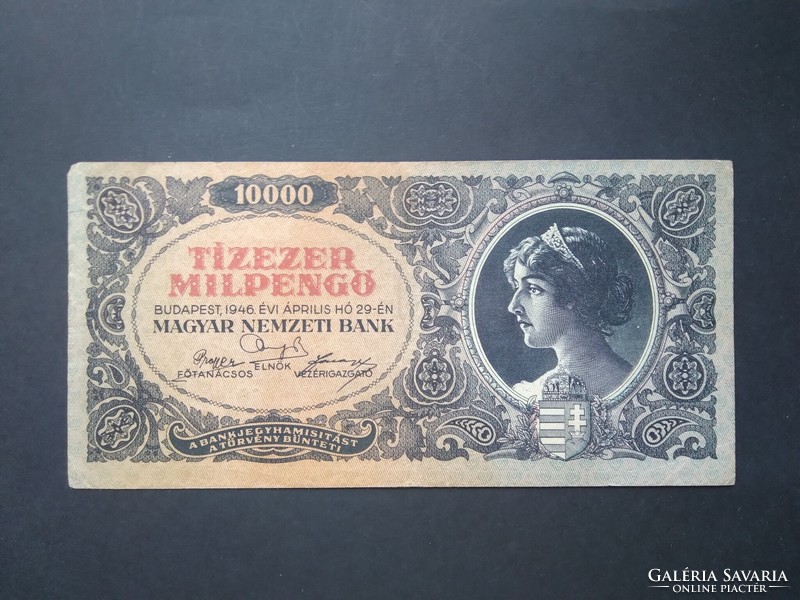 10000
TÍZEZER
MILPENGŐ
BUDAPEST, 1946. ÉVI ÁPRILIS HÓ 29-ÉN
MAGYAR NEMZETI BANK
ELNÖK
FŐTANÁCSOS VEZÉRIGAZGATÓ
A BANKJEGYHAMISITÁST
A TÖRVÉNY BÜNTETI
GALÉRIA SAVARIA
ONLINE PIACTÉR